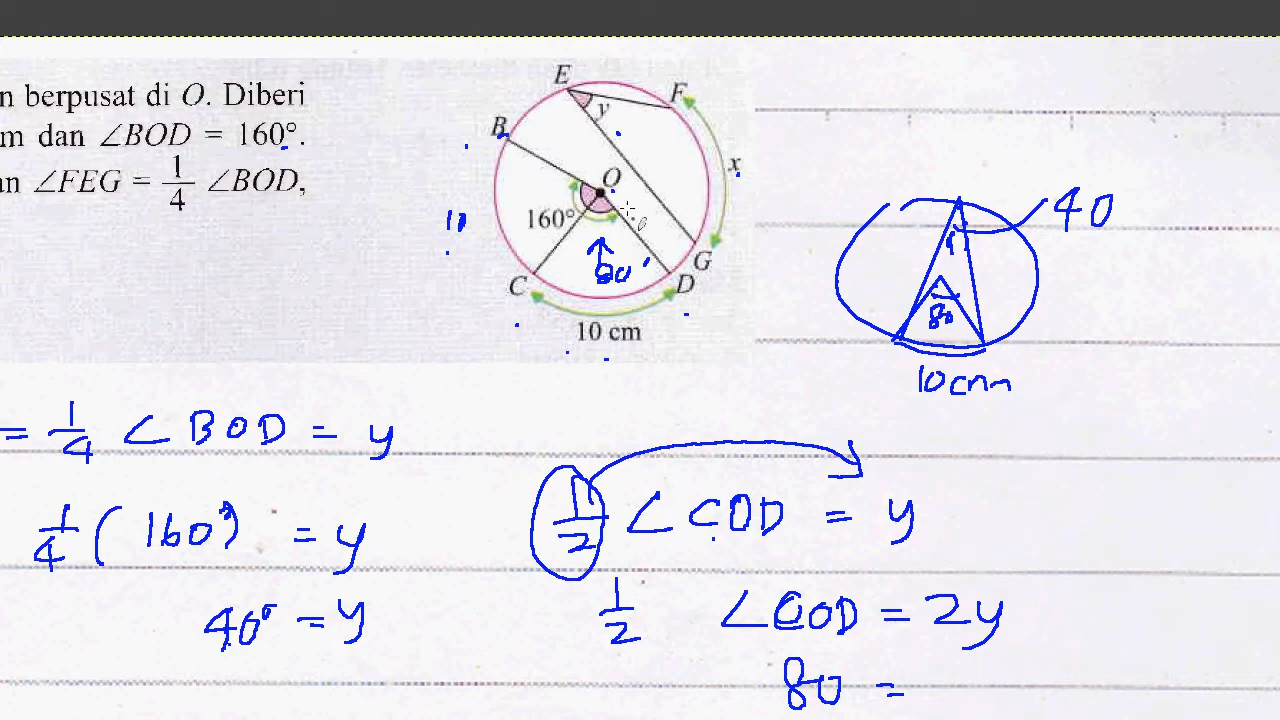 n berpusat di O. Diberi
m dan ∠BOD = 160°.
an ∠FEG = 1/4 ∠BOD,
E
F
y
B
x
O
160°
80
G
C
D
10 cm
40
80
10cm
= 1/4 ∠BOD = y
1/4 (160°) = y
40° = y
1/2 ∠COD = y
1/2 ∠COD = 2y
80 =